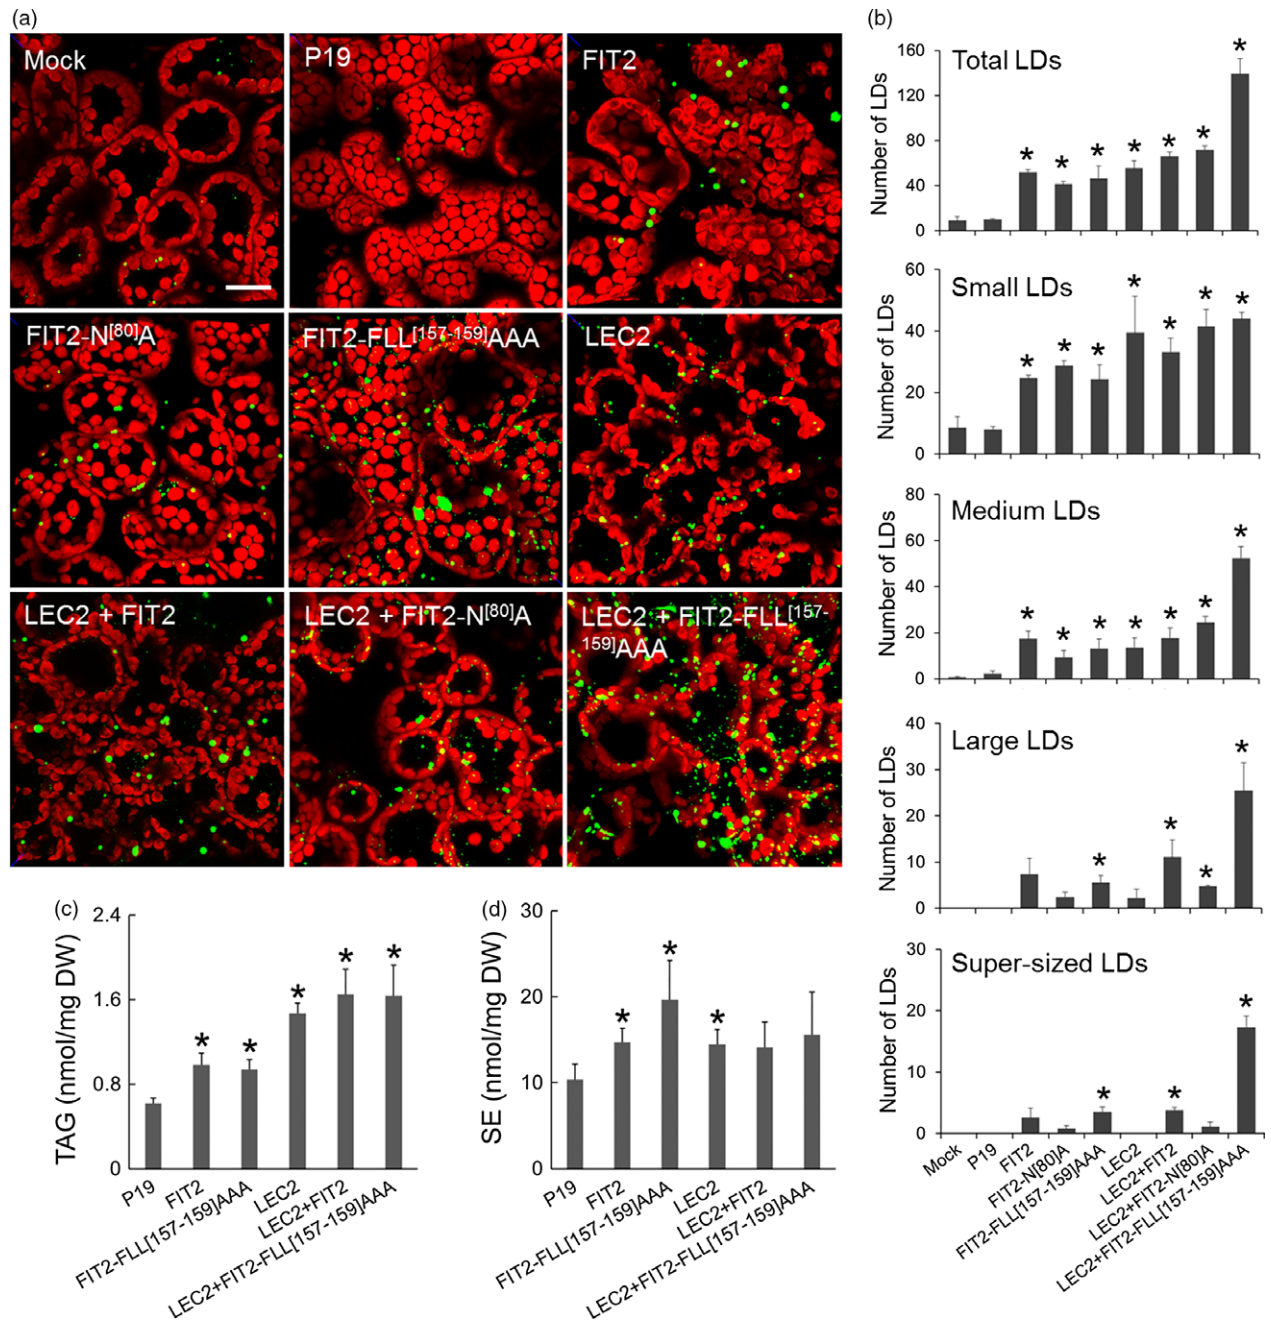 (a)
Mock
P19
FIT2
FIT2-N[80]A
FIT2-FLL[157-159]AAA
LEC2
LEC2 + FIT2
LEC2 + FIT2-N[80]A
LEC2 + FIT2-FLL[157-
159]AAA
(b)
Total LDs
Number of LDs
160
120
80
40
0
* * * * * * *
Small LDs
Number of LDs
60
40
20
0
* * * * * * *
Medium LDs
Number of LDs
80
60
40
20
0
* * * * * * *
Large LDs
Number of LDs
40
30
20
10
0
* * * *
Super-sized LDs
Number of LDs
30
20
10
0
* * *
Mock
P19
FIT2
FIT2-N[80]A
FIT2-FLL[157-159]AAA
LEC2
LEC2+FIT2
LEC2+FIT2-N[80]A
LEC2+FIT2-FLL[157-159]AAA
(c)
TAG (nmol/mg DW)
2.4
1.6
0.8
0
* * * * *
P19
FIT2
FIT2-FLL[157-159]AAA
LEC2
LEC2+FIT2
LEC2+FIT2-FLL[157-159]AAA
(d)
SE (nmol/mg DW)
30
20
10
0
* * *
P19
FIT2
FIT2-FLL[157-159]AAA
LEC2
LEC2+FIT2
LEC2+FIT2-FLL[157-159]AAA